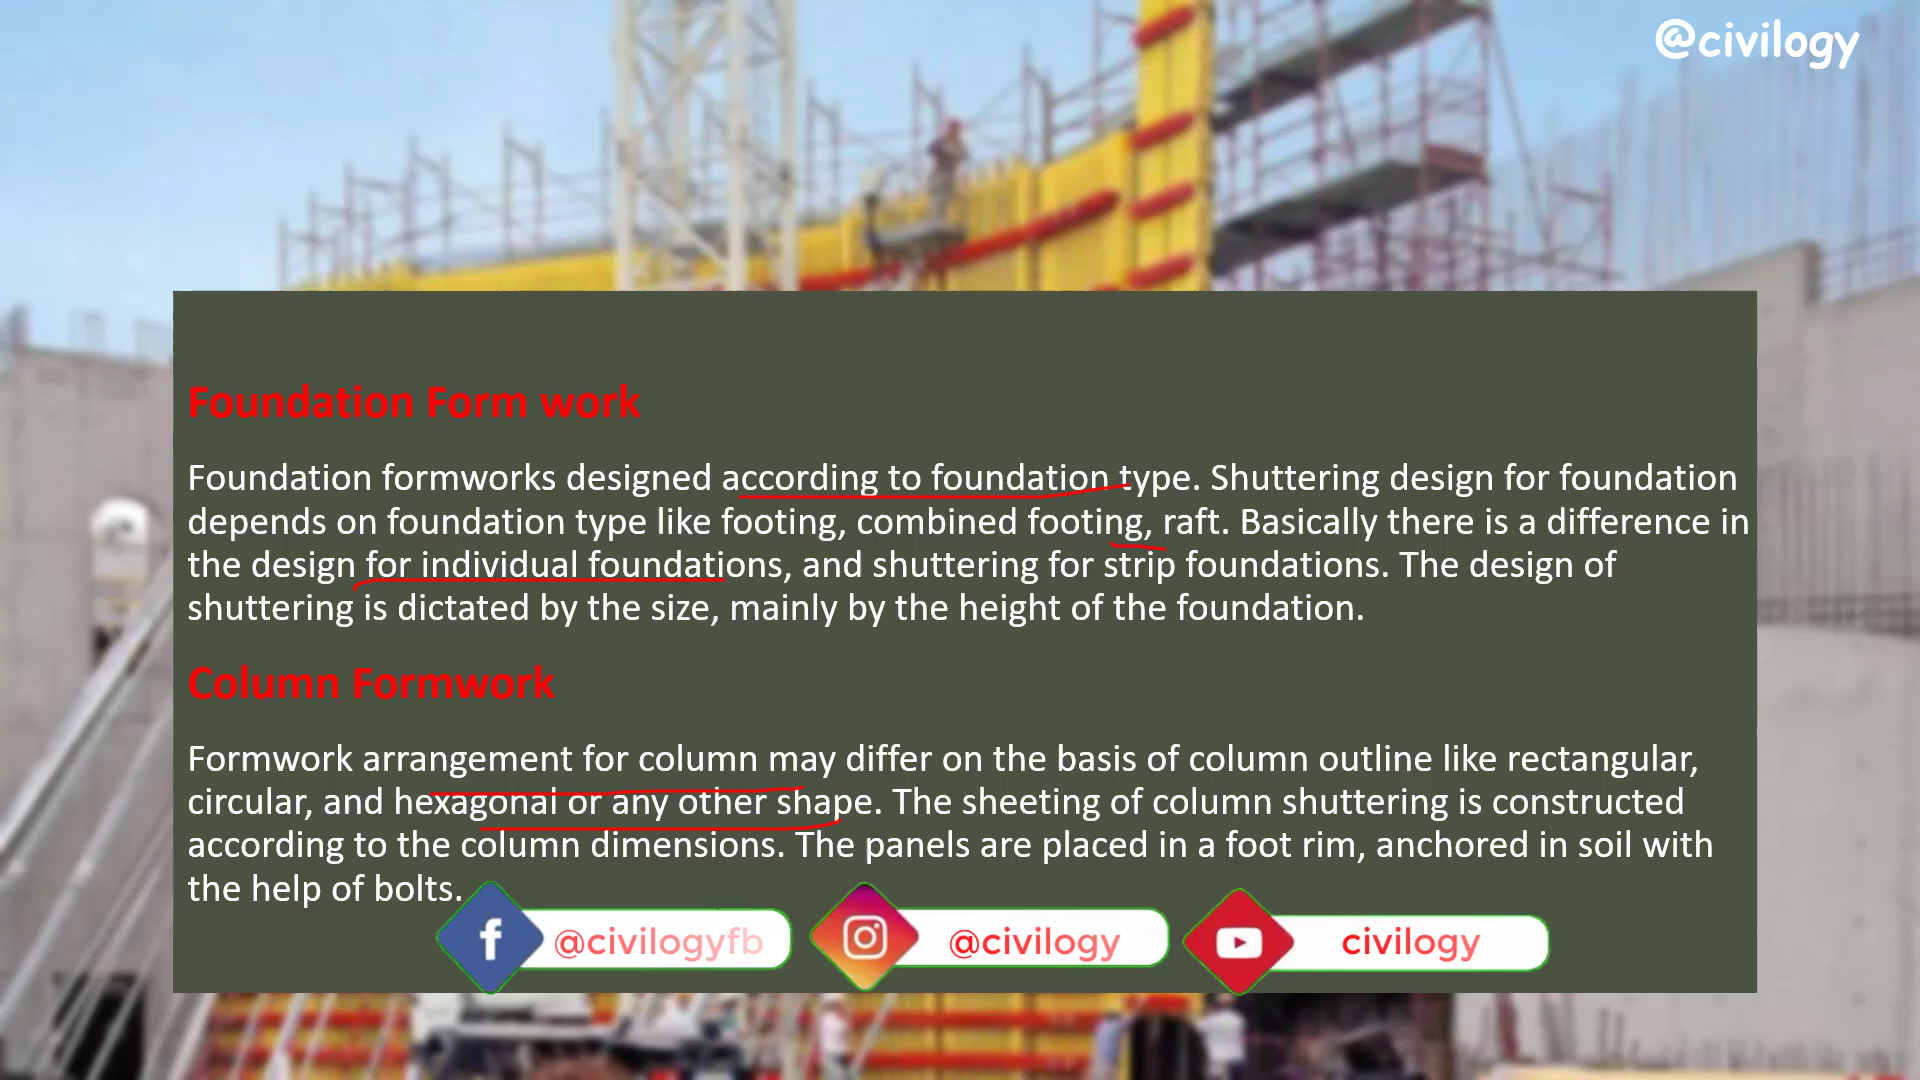 @civilogy
Foundation Form work
Foundation formworks designed according to foundation type. Shuttering design for foundation
depends on foundation type like footing, combined footing, raft. Basically there is a difference in
the design for individual foundations, and shuttering for strip foundations. The design of
shuttering is dictated by the size, mainly by the height of the foundation.
Column Formwork
Formwork arrangement for column may differ on the basis of column outline like rectangular,
circular, and hexagonal or any other shape. The sheeting of column shuttering is constructed
according to the column dimensions. The panels are placed in a foot rim, anchored in soil with
the help of bolts.
@civilogyfb @civilogy civilogy